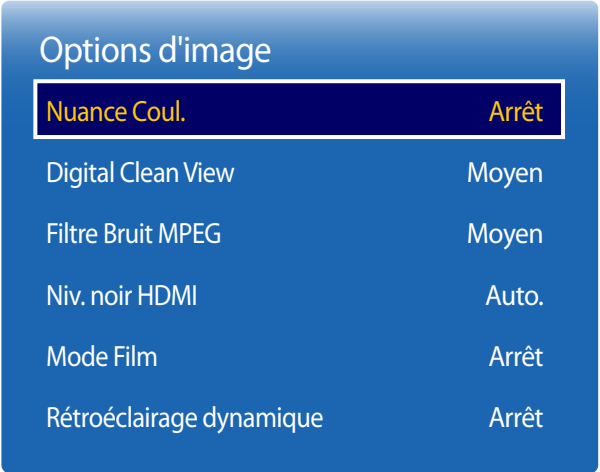 Options d'image
Nuance Coul. Arrêt
Digital Clean View Moyen
Filtre Bruit MPEG Moyen
Niv. noir HDMI Auto.
Mode Film Arrêt
Rétroéclairage dynamique Arrêt